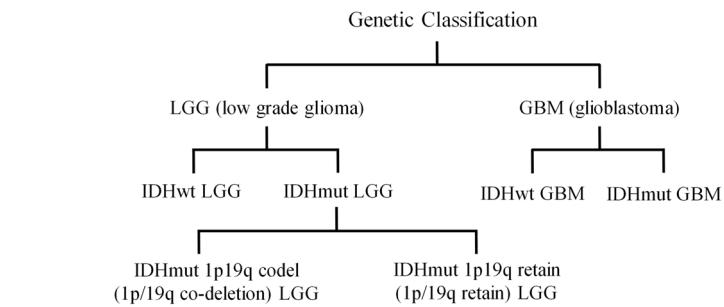 Genetic Classification
LGG (low grade glioma)
GBM (glioblastoma)
IDHwt LGG
IDHmut LGG
IDHwt GBM
IDHmut GBM
IDHmut 1p19q codel
(1p/19q co-deletion) LGG
IDHmut 1p19q retain
(1p/19q retain) LGG